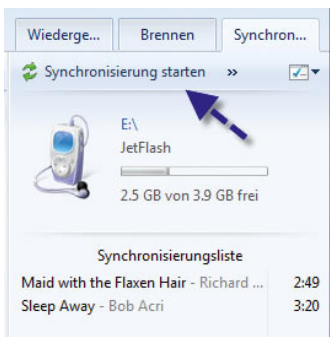 Wiederge... Brennen Synchron...
Synchronisierung starten »
E:\
JetFlash
2.5 GB von 3.9 GB frei
Synchronisierungsliste
Maid with the Flaxen Hair - Richard ... 2:49
Sleep Away - Bob Acri 3:20